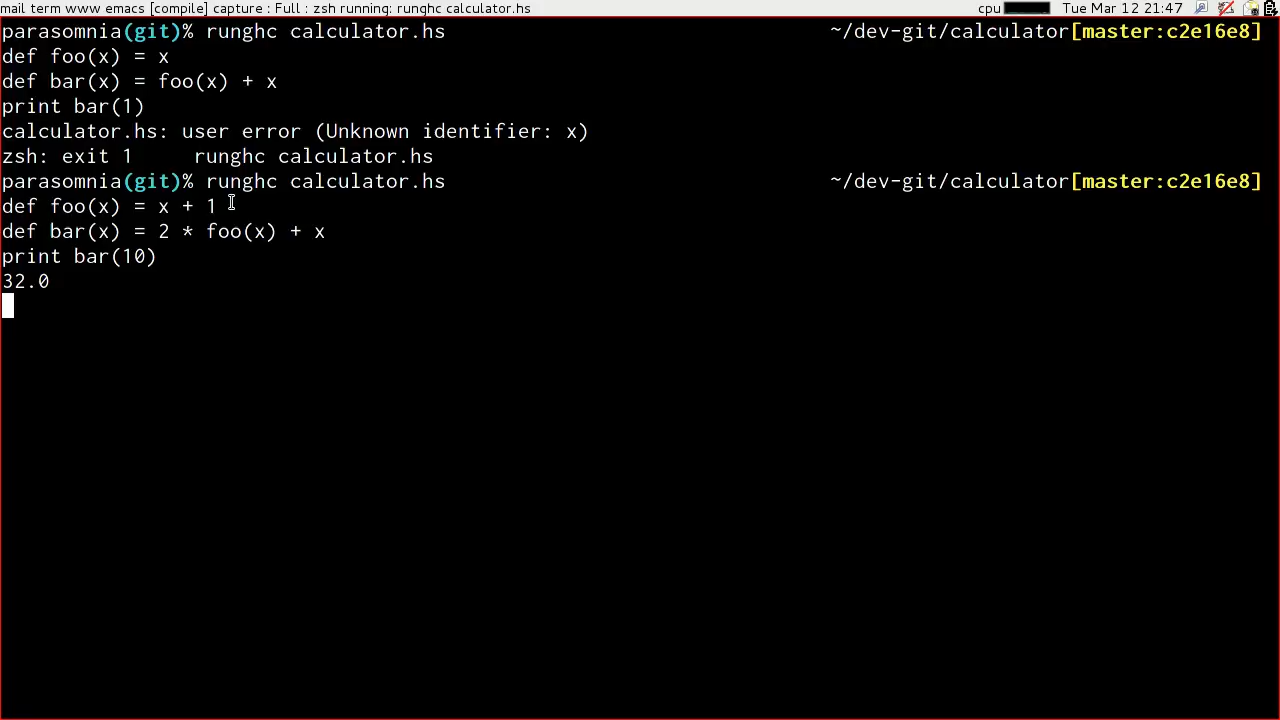 mail term www emacs [compile] capture : Full : zsh running: runghc calculator.hs cpu Tue Mar 12 21:47
parasomnia(git)% runghc calculator.hs ~/dev-git/calculator[master:c2e16e8]
def foo(x) = x
def bar(x) = foo(x) + x
print bar(1)
calculator.hs: user error (Unknown identifier: x)
zsh: exit 1     runghc calculator.hs
parasomnia(git)% runghc calculator.hs ~/dev-git/calculator[master:c2e16e8]
def foo(x) = x + 1
def bar(x) = 2 * foo(x) + x
print bar(10)
32.0